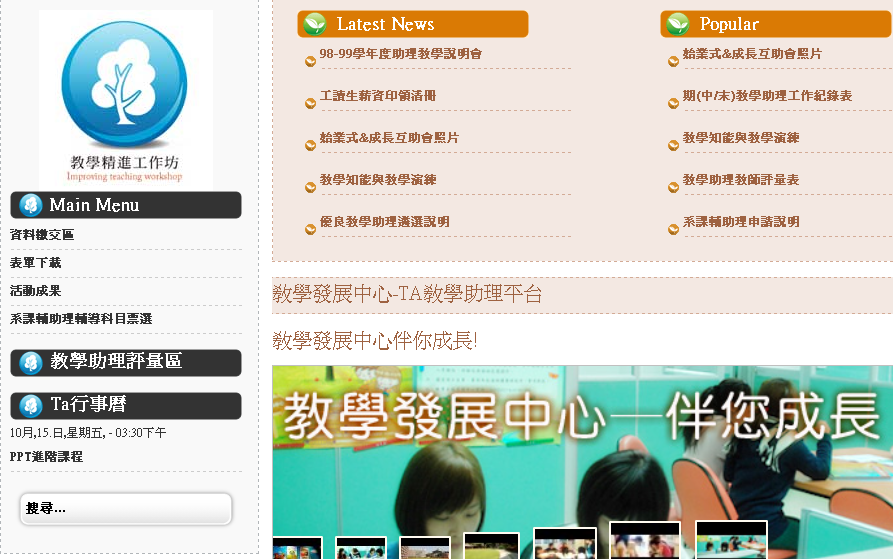 教學精進工作坊
Improving teaching workshop
Main Menu
資料繳交區
表單下載
活動成果
系課輔助理輔導科目票選
教學助理評量區
Ta行事曆
10月,15.日,星期五, - 03:30下午
PPT進階課程
搜尋...
Latest News
98-99學年度助理教學說明會
工讀生薪資印領清冊
始業式&成長互助會照片
教學知能與教學演練
優良教學助理遴選說明
Popular
始業式&成長互助會照片
期(中/末)教學助理工作紀錄表
教學知能與教學演練
教學助理教師評量表
系課輔助理申請說明
教學發展中心-TA教學助理平台
教學發展中心伴你成長!
教學發展中心—伴您成長